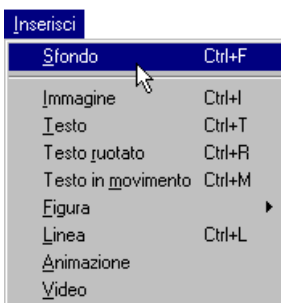 Inserisci
Sfondo Ctrl+F
Immagine Ctrl+I
Testo Ctrl+T
Testo ruotato Ctrl+R
Testo in movimento Ctrl+M
Figura
Linea Ctrl+L
Animazione
Video